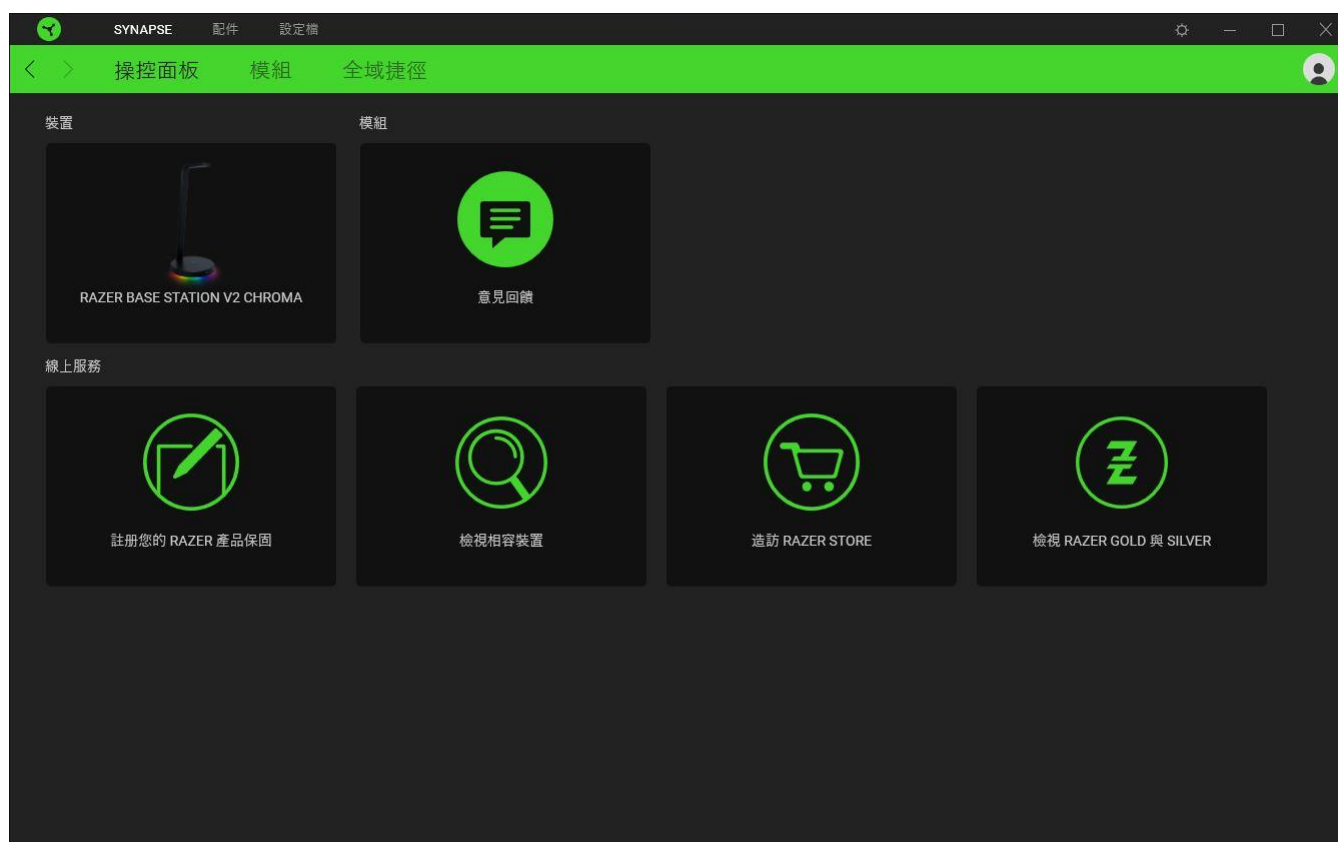 SYNAPSE 配件 設定檔
操控面板 模組 全域捷徑
裝置 模組
RAZER BASE STATION V2 CHROMA 意見回饋
線上服務
註册您的 RAZER 產品保固 檢視相容裝置 造訪 RAZER STORE 檢視 RAZER GOLD 與 SILVER